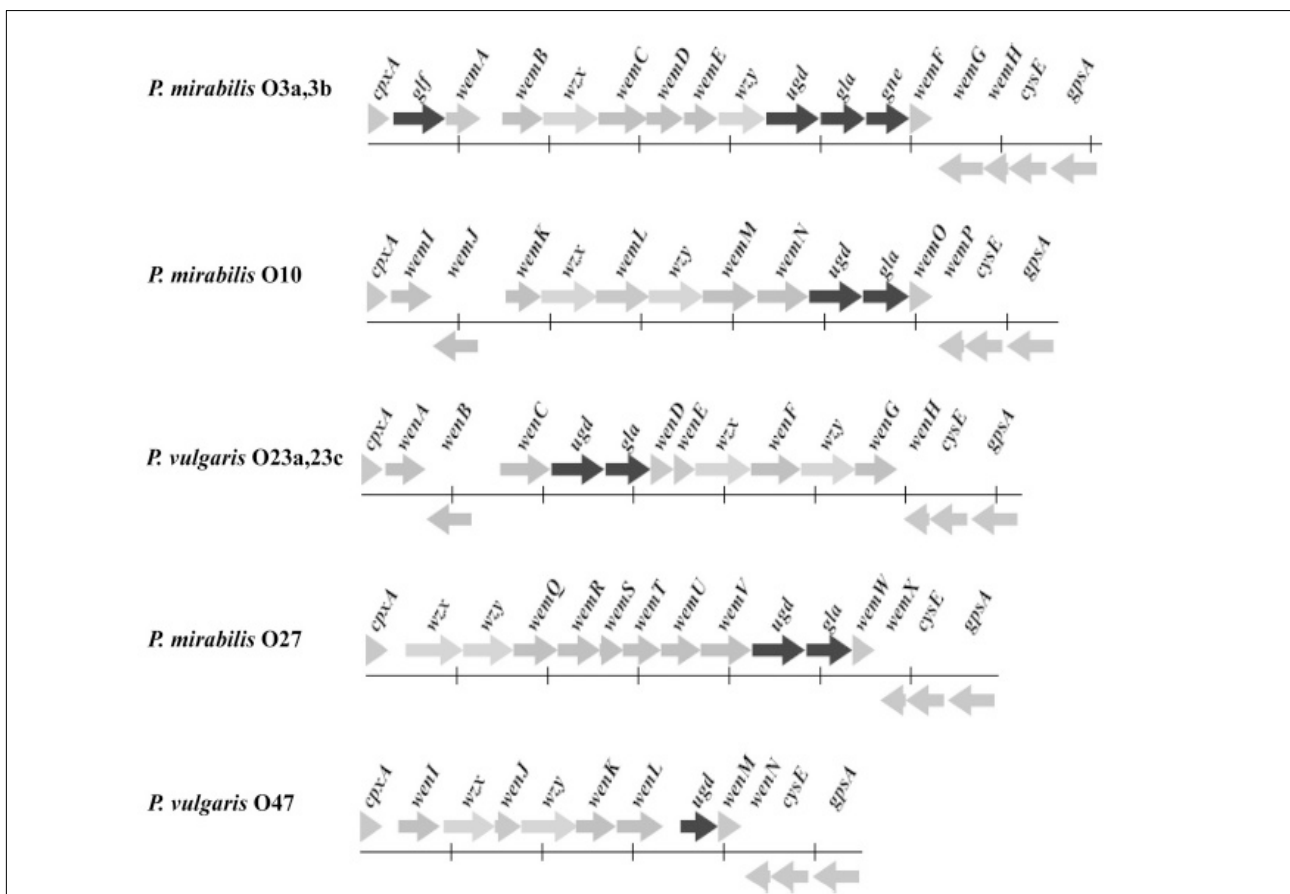 cpxA glf wemA wemB wzx wemC wemD wemE wzy ugd gla gne wemF wemG wemH cysE gpsA
P. mirabilis O3a,3b
cpxA wemI wemJ wemK wzx wemL wzy wemM wemN ugd gla wemO wemP cysE gpsA
P. mirabilis O10
cpxA wenA wenB wenC ugd gla wenD wenE wzx wenF wzy wenG wenH cysE gpsA
P. vulgaris O23a,23c
cpxA wzx wzy wemQ wemR wemS wemT wemU wemV ugd gla wemW wemX cysE gpsA
P. mirabilis O27
cpxA wenI wzx wenJ wzy wenK wenL ugd wenM wenN cysE gpsA
P. vulgaris O47